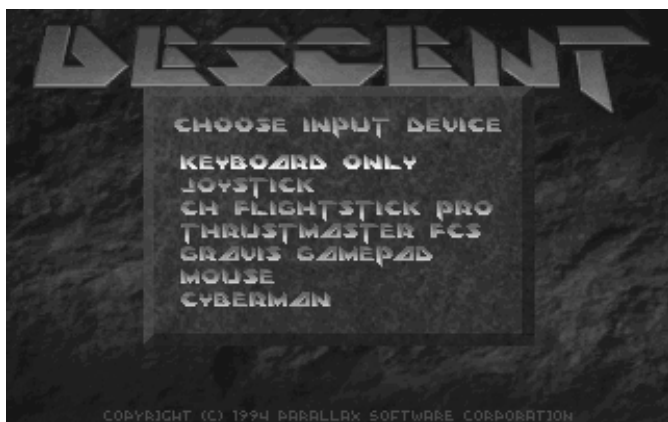 DESCENT
CHOOSE INPUT DEVICE
KEYBOARD ONLY
JOYSTICK
CH FLIGHTSTICK PRO
THRUSTMASTER FCS
GRAVIS GAMEPAD
MOUSE
CYBERMAN
COPYRIGHT (C) 1994 PARALLAX SOFTWARE CORPORATION